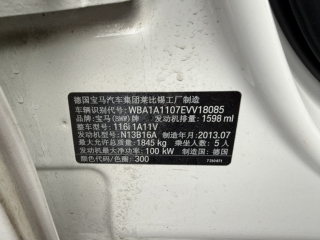 德国宝马汽车集团莱比锡工厂制造
车辆识别代号: WBA1A1107EVV18085
品牌: 宝马(BMW)牌 发动机排量: 1598 ml
型号: 116i 1A11V
发动机型号: N13B16A 制造年月: 2013.07
最大允许总质量: 1845 kg 乘坐人数: 5 人
发动机最大净功率: 100 kW 制造国: 德国
颜色代码/色圈: 300